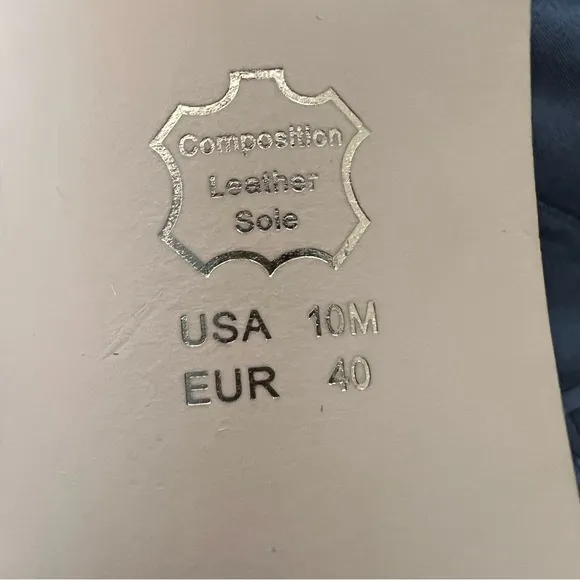 Composition
Leather
Sole
USA 10M
EUR 40